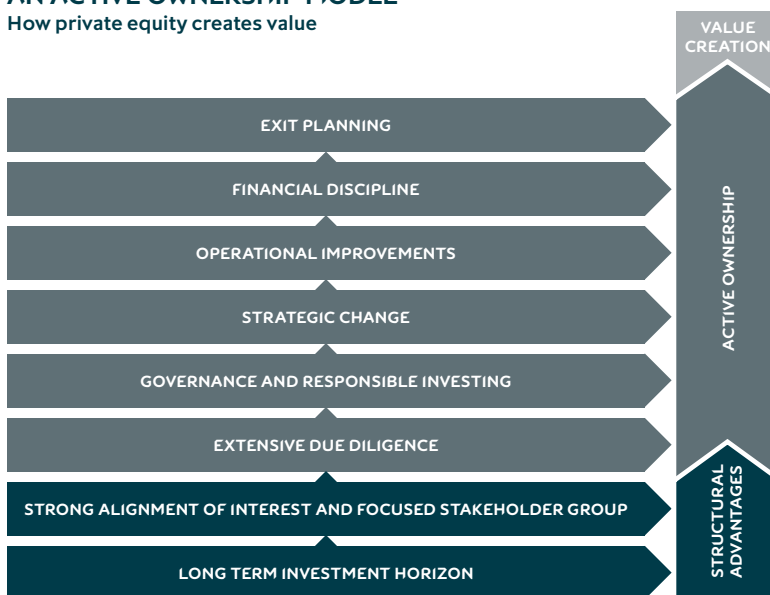 AN ACTIVE OWNERSHIP MODEL
How private equity creates value
VALUE
CREATION
EXIT PLANNING
FINANCIAL DISCIPLINE
OPERATIONAL IMPROVEMENTS
STRATEGIC CHANGE
GOVERNANCE AND RESPONSIBLE INVESTING
EXTENSIVE DUE DILIGENCE
STRONG ALIGNMENT OF INTEREST AND FOCUSED STAKEHOLDER GROUP
LONG TERM INVESTMENT HORIZON
ACTIVE OWNERSHIP
STRUCTURAL
ADVANTAGES